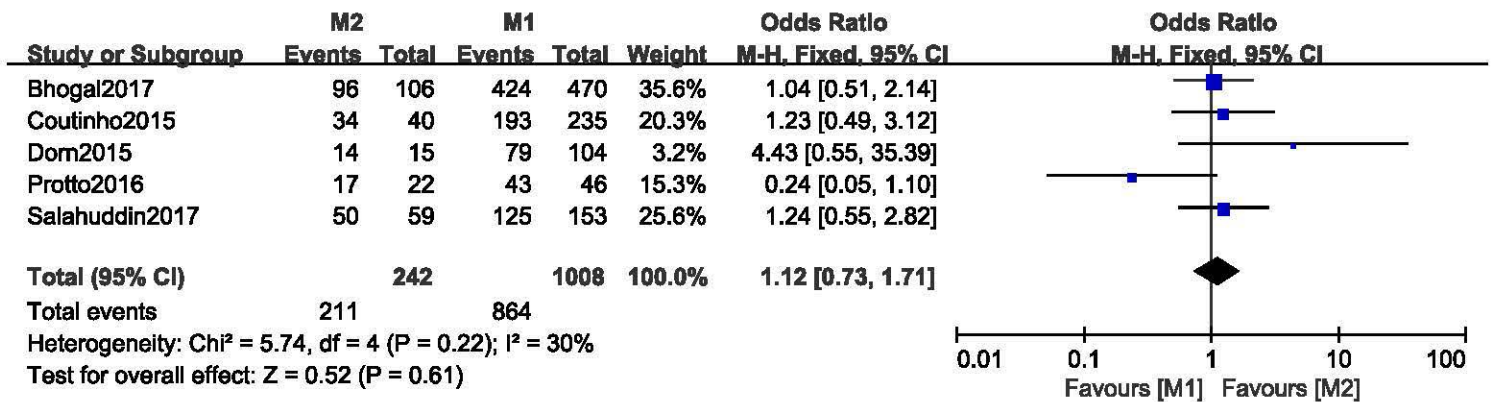 M2 M1 Odds Ratio Odds Ratio
Study or Subgroup Events Total Events Total Weight M-H, Fixed, 95% CI M-H, Fixed, 95% CI
Bhogal2017 96 106 424 470 35.6% 1.04 [0.51, 2.14]
Coutinho2015 34 40 193 235 20.3% 1.23 [0.49, 3.12]
Dorn2015 14 15 79 104 3.2% 4.43 [0.55, 35.39]
Protto2016 17 22 43 46 15.3% 0.24 [0.05, 1.10]
Salahuddin2017 50 59 125 153 25.6% 1.24 [0.55, 2.82]
Total (95% CI) 242 1008 100.0% 1.12 [0.73, 1.71]
Total events 211 864
Heterogeneity: Chi² = 5.74, df = 4 (P = 0.22); I² = 30%
Test for overall effect: Z = 0.52 (P = 0.61)
0.01 0.1 1 10 100
Favours [M1] Favours [M2]